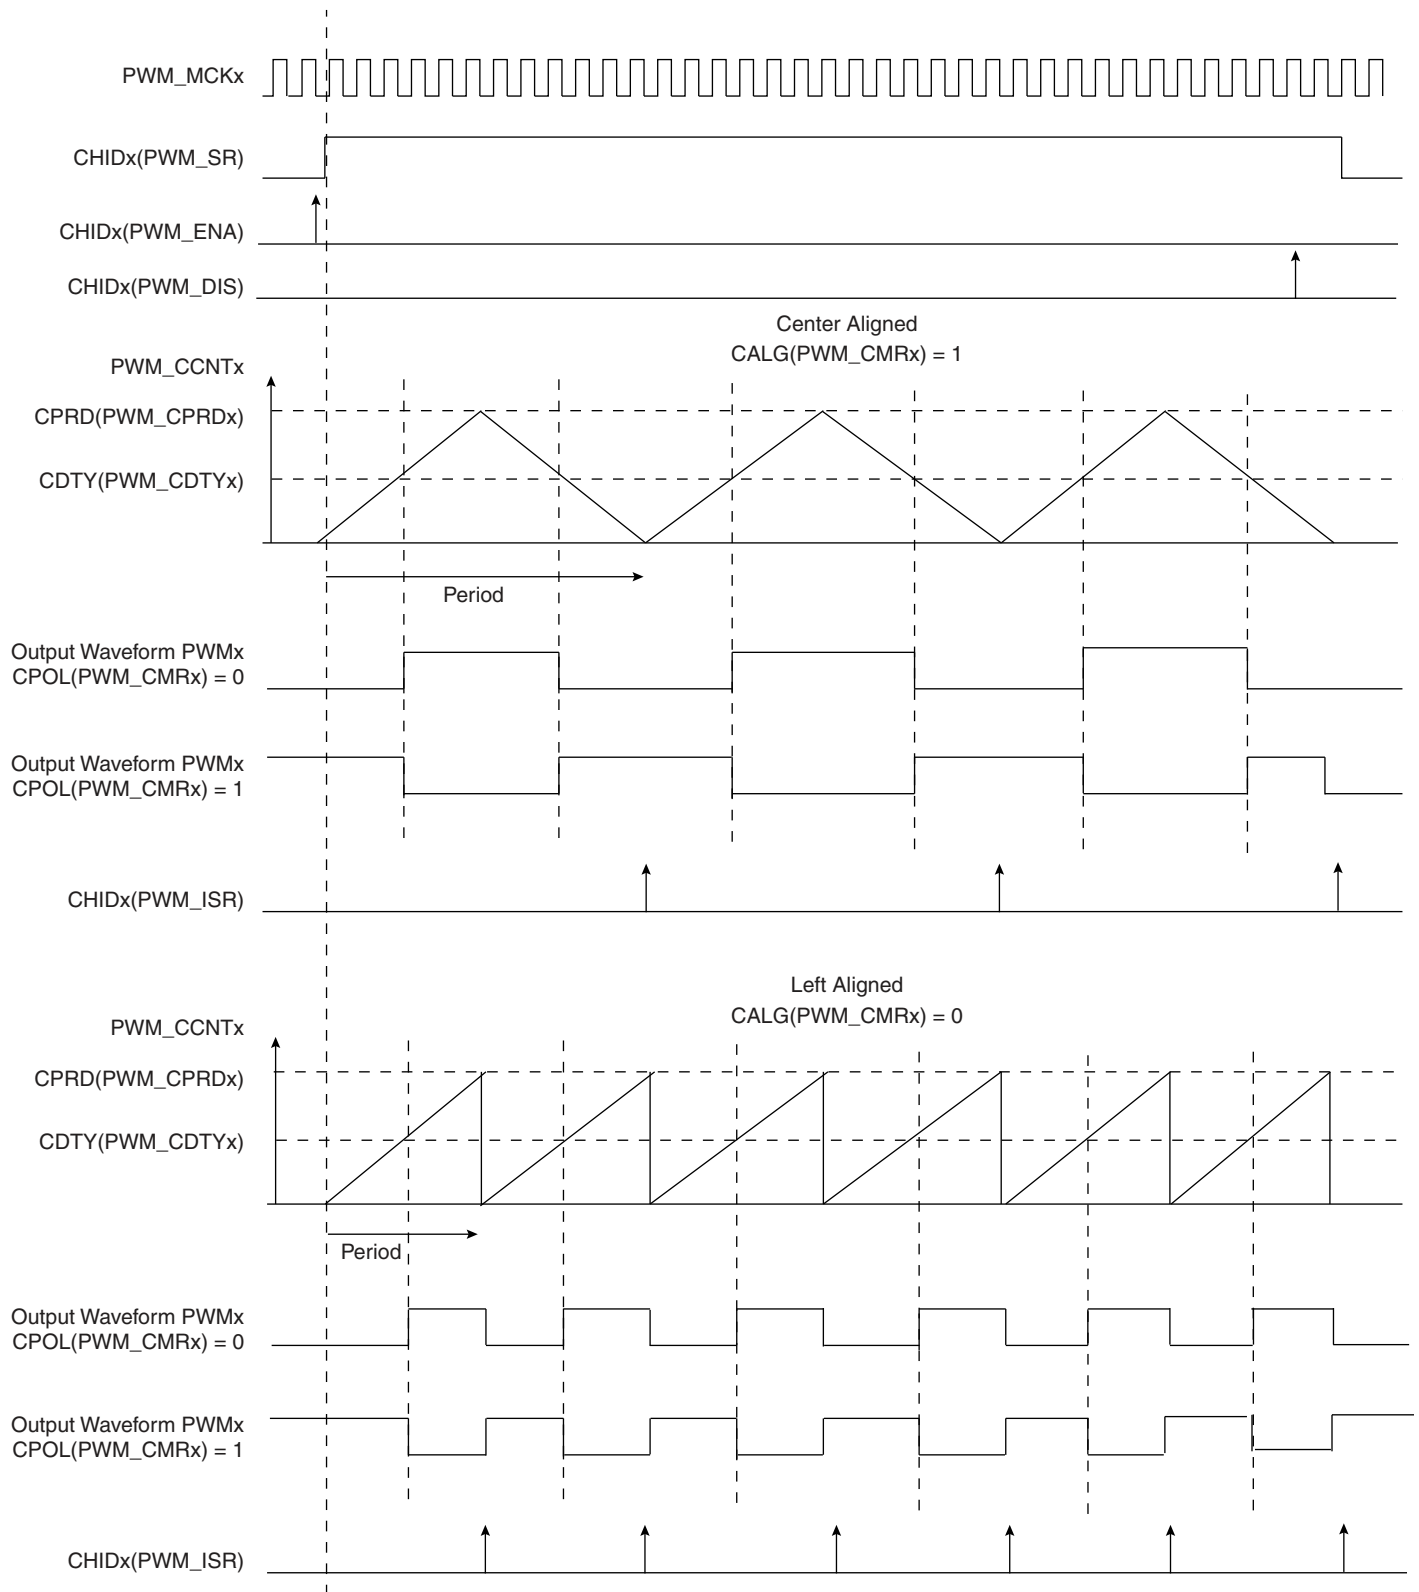 PWM_MCKx
CHIDx(PWM_SR)
CHIDx(PWM_ENA)
CHIDx(PWM_DIS)
Center Aligned
CALG(PWM_CMRx) = 1
PWM_CCNTx
CPRD(PWM_CPRDx)
CDTY(PWM_CDTYx)
Period
Output Waveform PWMx
CPOL(PWM_CMRx) = 0
Output Waveform PWMx
CPOL(PWM_CMRx) = 1
CHIDx(PWM_ISR)
Left Aligned
CALG(PWM_CMRx) = 0
PWM_CCNTx
CPRD(PWM_CPRDx)
CDTY(PWM_CDTYx)
Period
Output Waveform PWMx
CPOL(PWM_CMRx) = 0
Output Waveform PWMx
CPOL(PWM_CMRx) = 1
CHIDx(PWM_ISR)